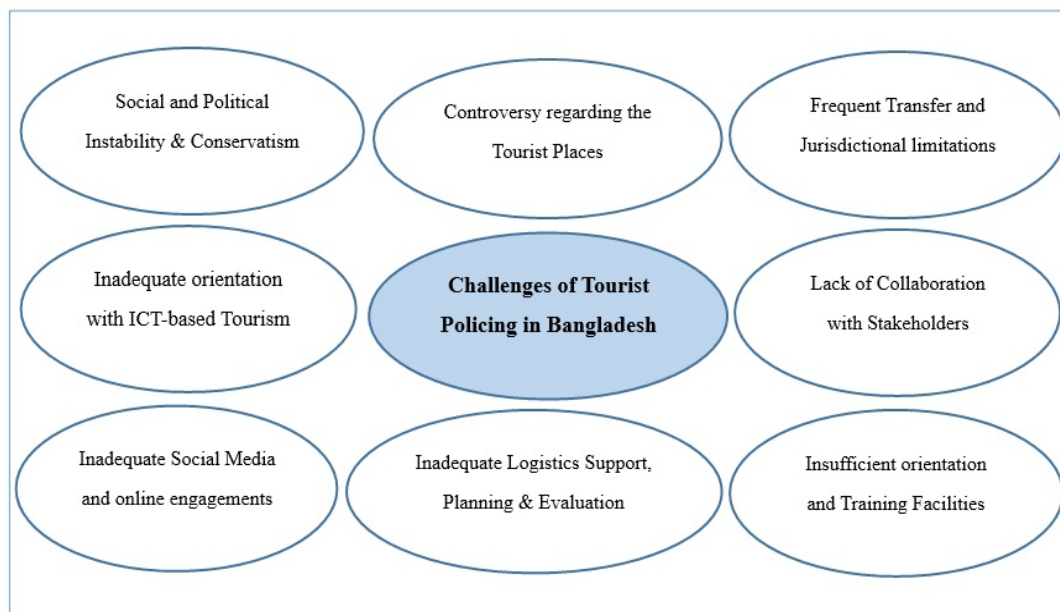 Social and Political
Instability & Conservatism
Controversy regarding the
Tourist Places
Frequent Transfer and
Jurisdictional limitations
Inadequate orientation
with ICT-based Tourism
Challenges of Tourist
Policing in Bangladesh
Lack of Collaboration
with Stakeholders
Inadequate Social Media
and online engagements
Inadequate Logistics Support,
Planning & Evaluation
Insufficient orientation
and Training Facilities